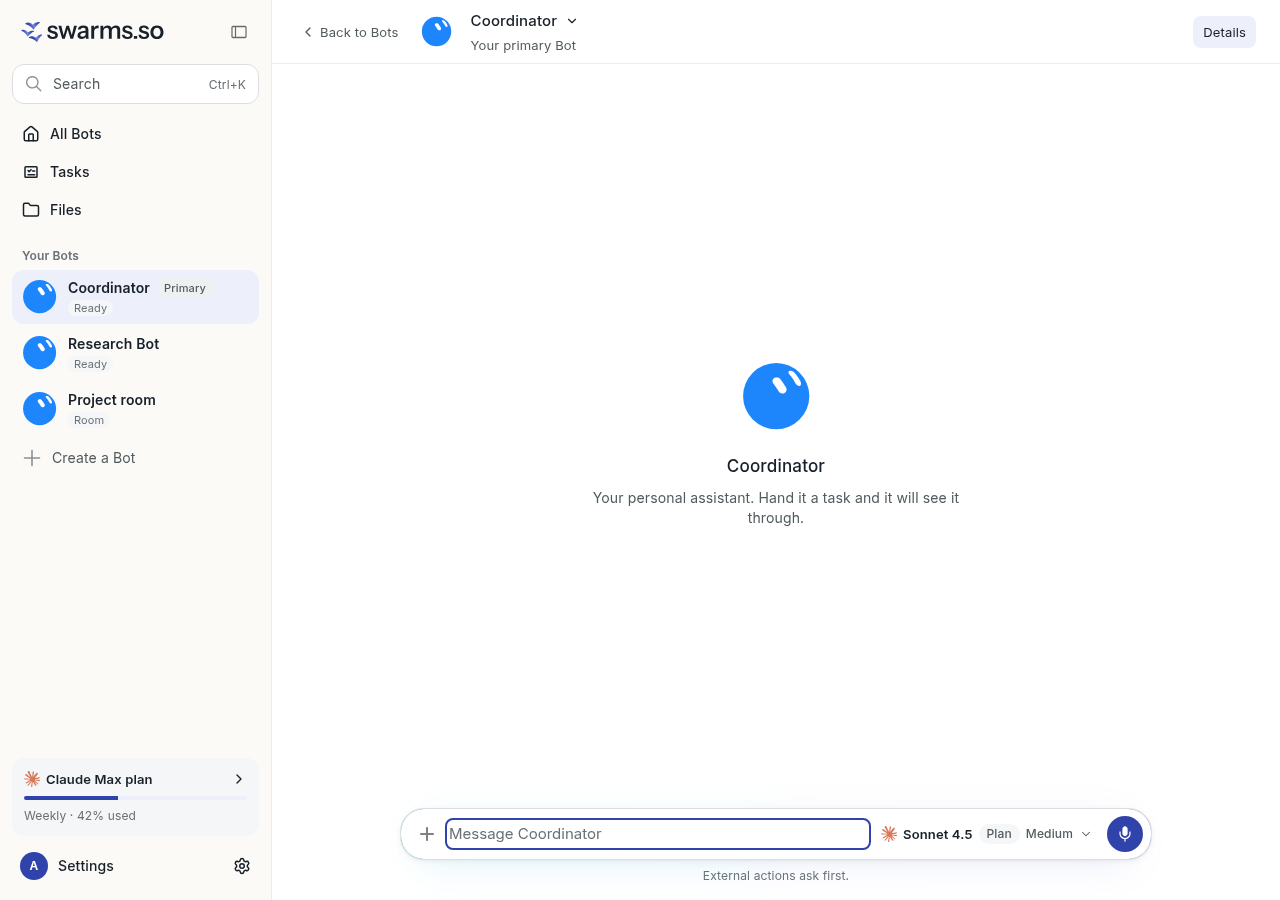 swarms.so
Search Ctrl+K
All Bots
Tasks
Files
Your Bots
Coordinator Primary
Ready
Research Bot
Ready
Project room
Room
Create a Bot
Claude Max plan
Weekly · 42% used
A Settings
Back to Bots
Coordinator
Your primary Bot
Details
Coordinator
Your personal assistant. Hand it a task and it will see it
through.
Message Coordinator Sonnet 4.5 Plan Medium
External actions ask first.